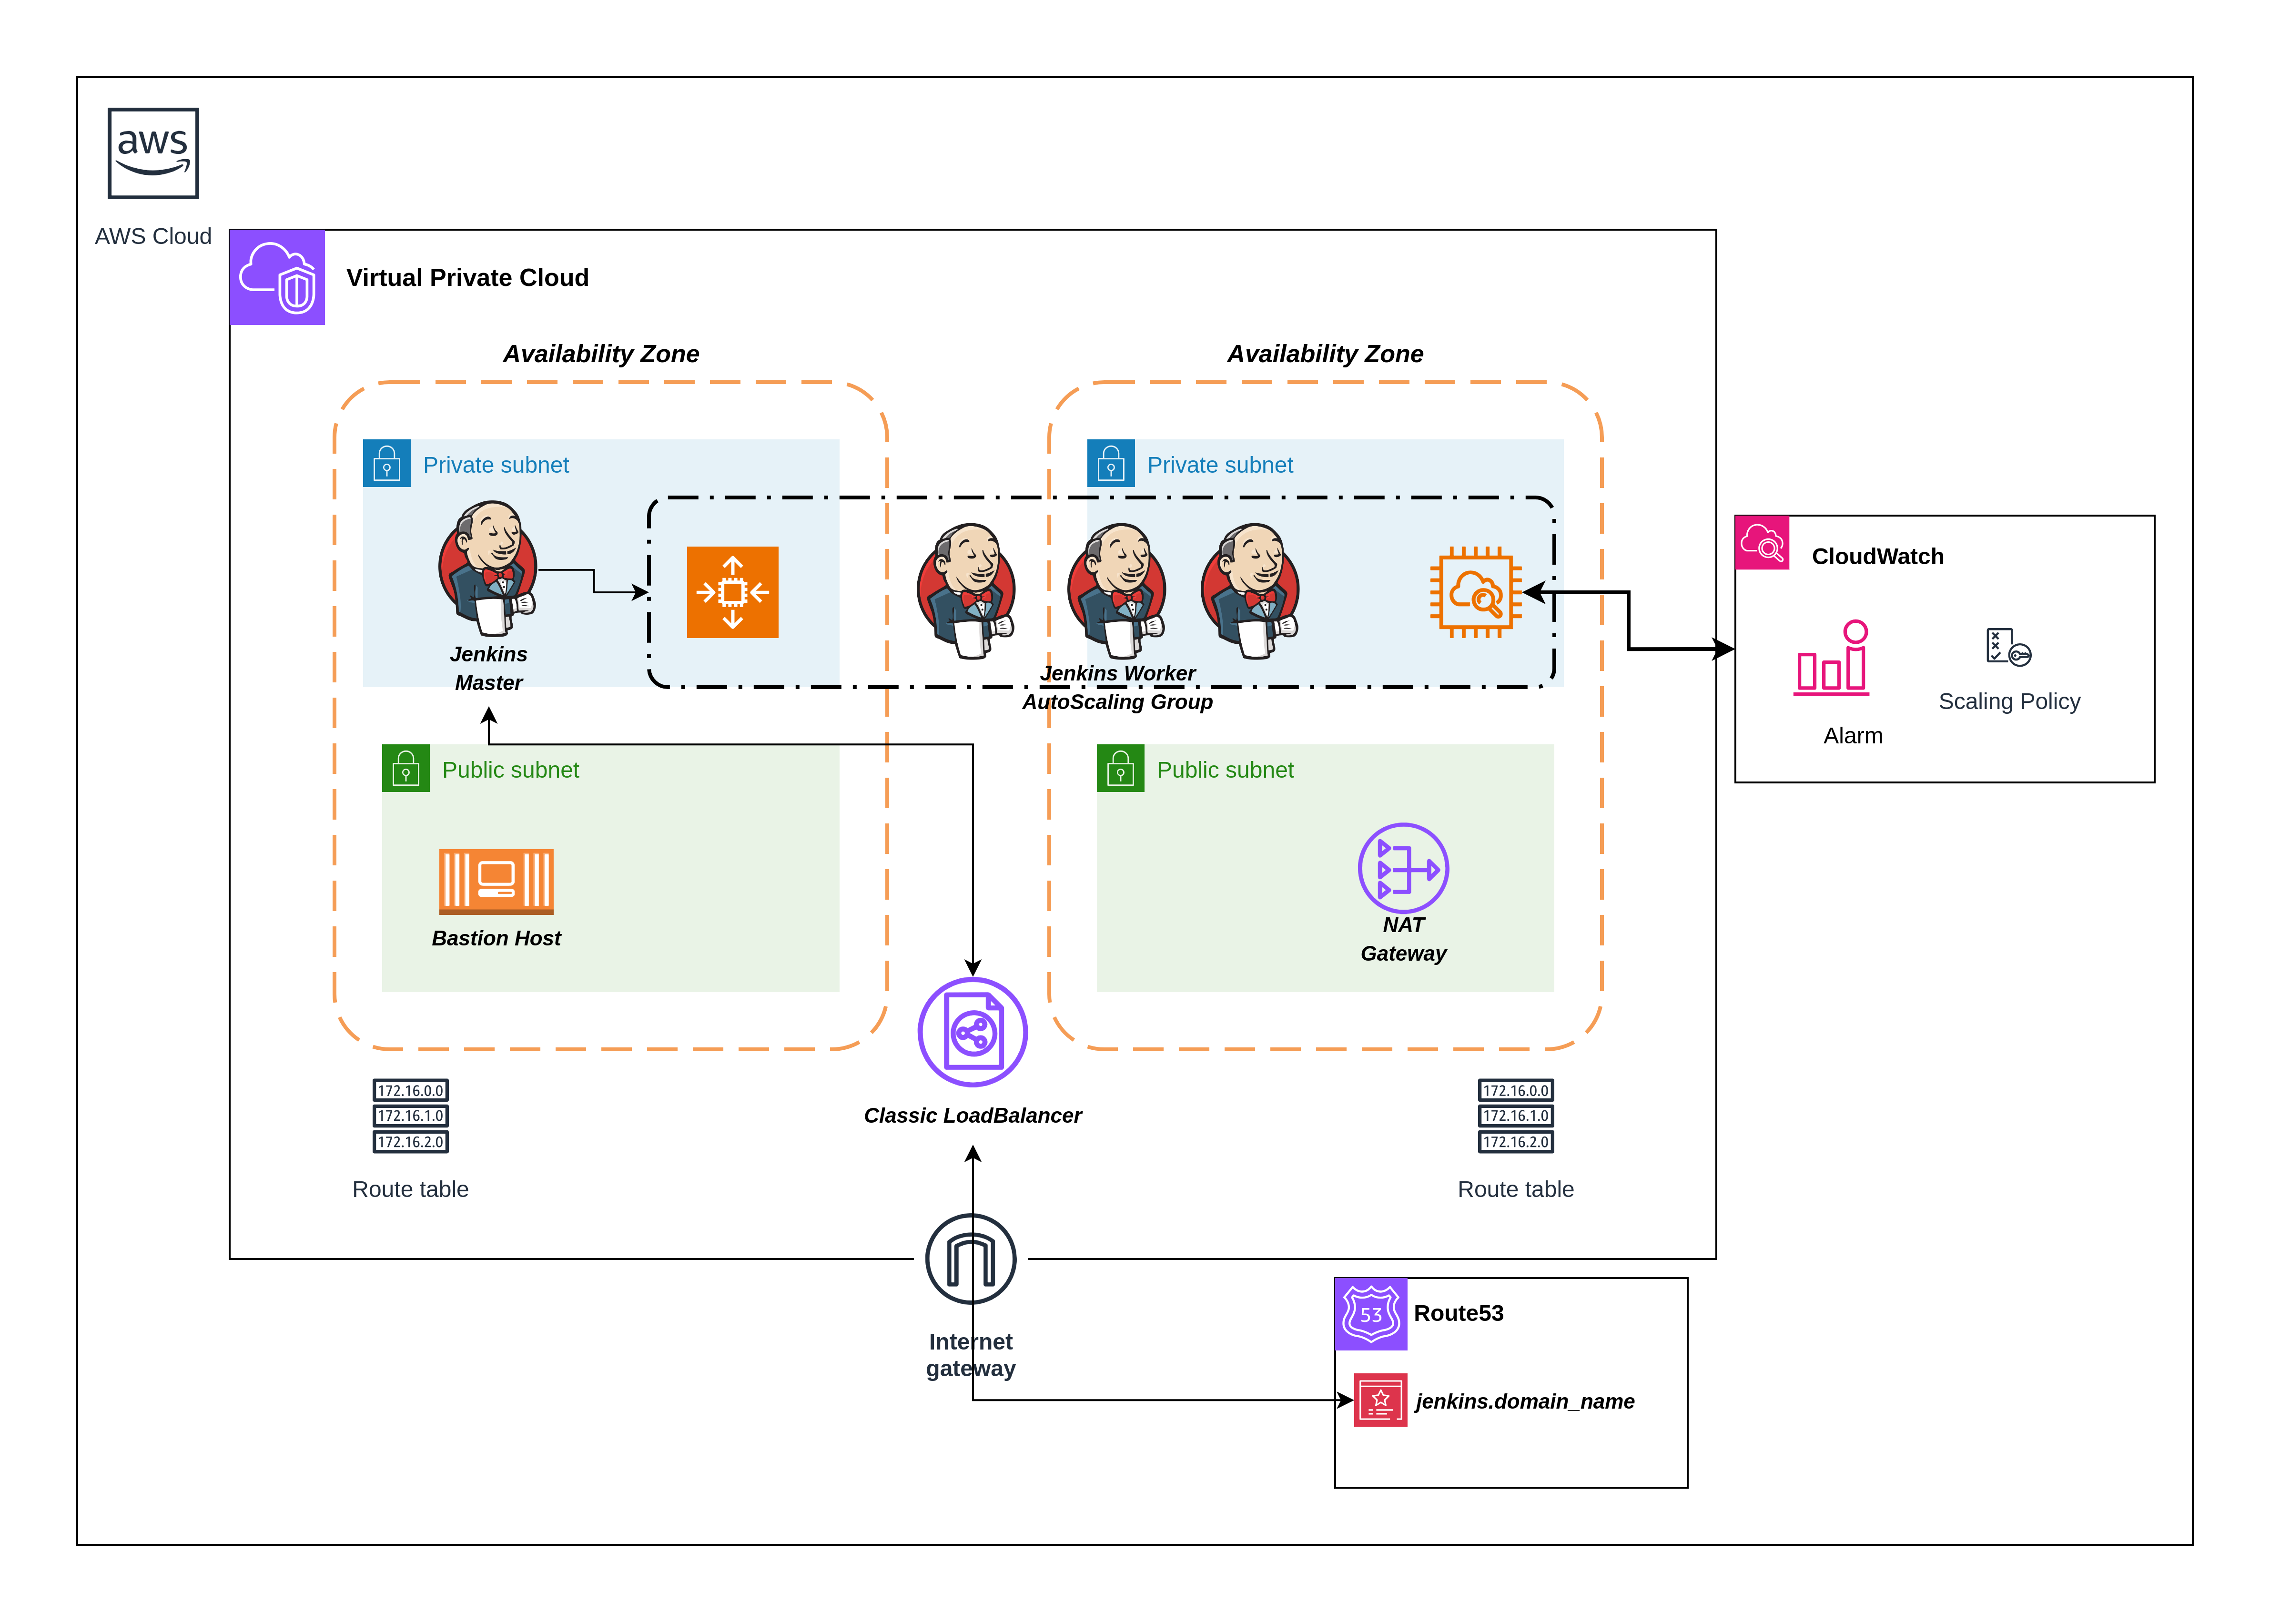 aws
AWS Cloud
Virtual Private Cloud
Availability Zone
Availability Zone
Private subnet
Private subnet
Jenkins
Master
Jenkins Worker
AutoScaling Group
CloudWatch
Alarm
Scaling Policy
Public subnet
Public subnet
Bastion Host
NAT
Gateway
Classic LoadBalancer
172.16.0.0
172.16.1.0
172.16.2.0
Route table
172.16.0.0
172.16.1.0
172.16.2.0
Route table
Internet
gateway
53
Route53
jenkins.domain_name